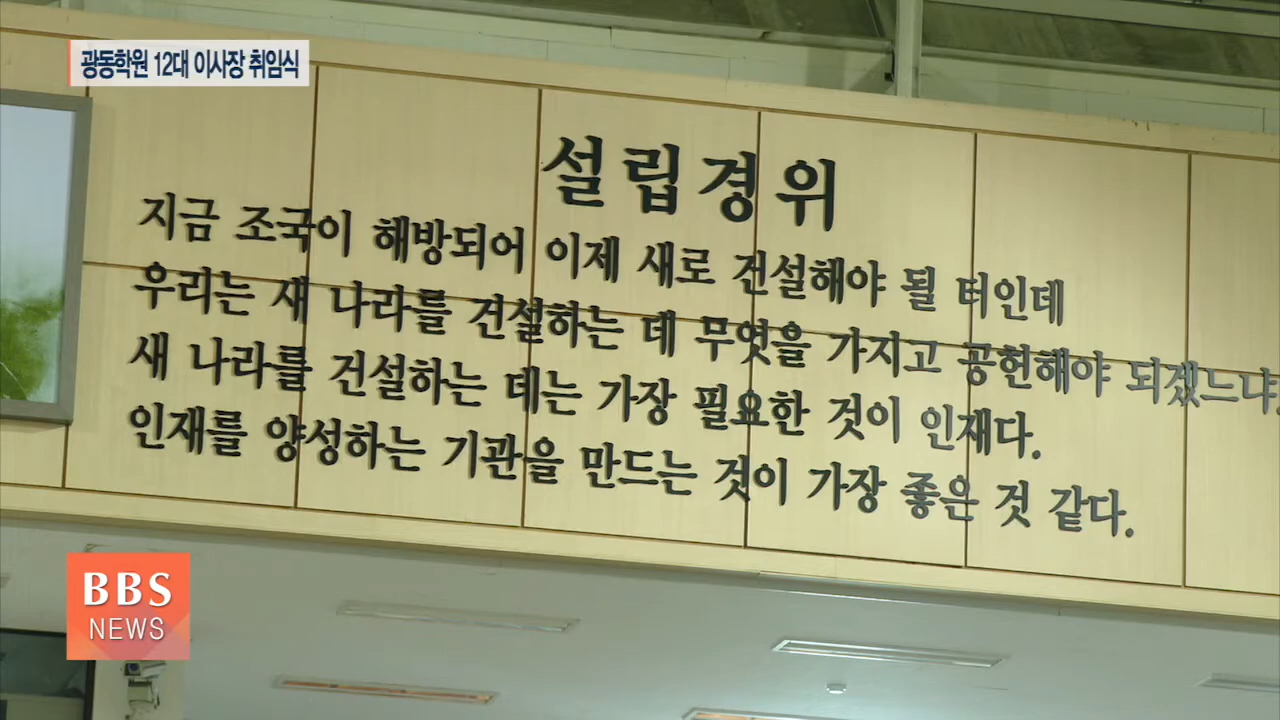 광동학원 12대 이사장 취임식
설립경위
지금 조국이 해방되어 이제 새로 건설해야 될 터인데
우리는 새 나라를 건설하는 데 무엇을 가지고 공헌해야 되겠느냐.
새 나라를 건설하는 데는 가장 필요한 것이 인재다.
인재를 양성하는 기관을 만드는 것이 가장 좋은 것 같다.
BBS
NEWS